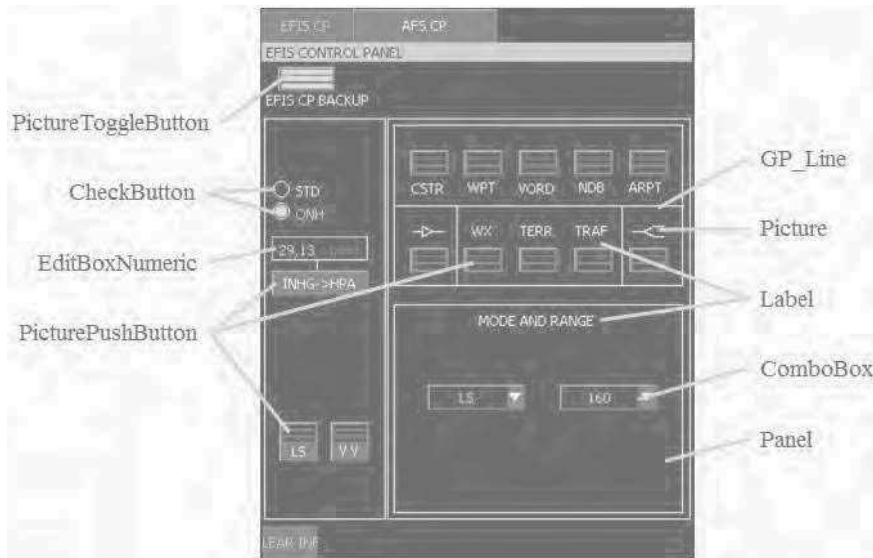 EFIS CP
AFS CP
EFIS CONTROL PANEL
EFIS CP BACKUP
PictureToggleButton
CheckButton
EditBoxNumeric
PicturePushButton
STD
QNH
29,13
INHG->HPA
LS
VV
CSTR
WPT
VORD
NDB
ARPT
WX
TERR
TRAF
MODE AND RANGE
LS
160
GP_Line
Picture
Label
ComboBox
Panel